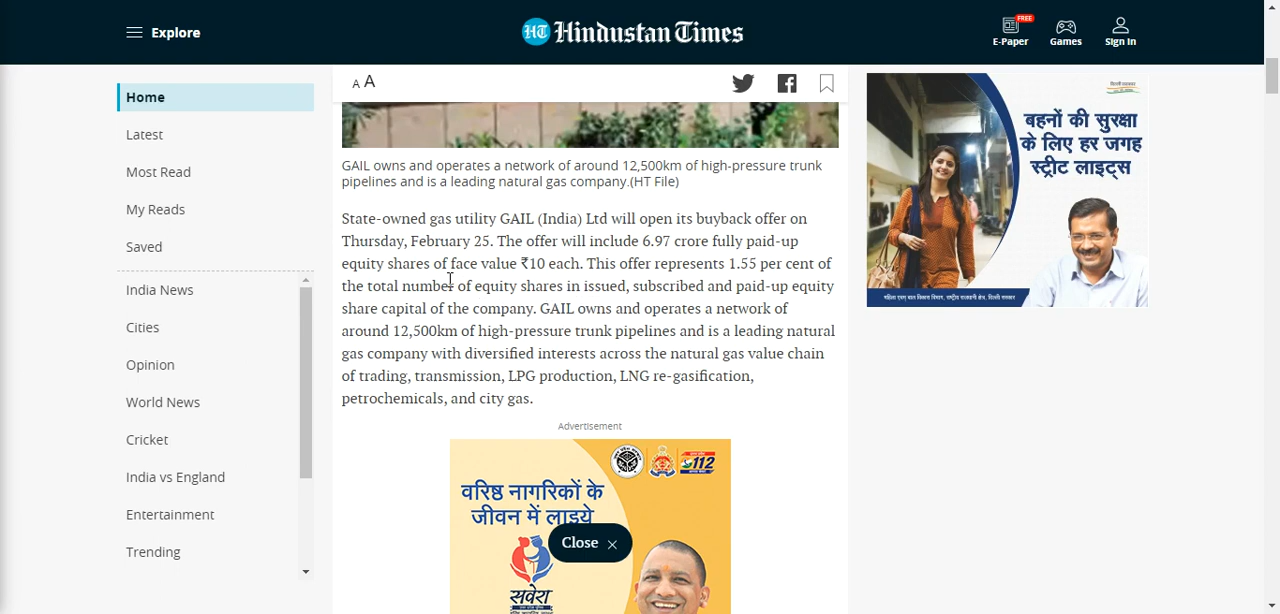 Explore
HT Hindustan Times
FREE
E-Paper
Games
Sign In
Home
Latest
Most Read
My Reads
Saved
India News
Cities
Opinion
World News
Cricket
India vs England
Entertainment
Trending
A A
GAIL owns and operates a network of around 12,500km of high-pressure trunk
pipelines and is a leading natural gas company.(HT File)
State-owned gas utility GAIL (India) Ltd will open its buyback offer on
Thursday, February 25. The offer will include 6.97 crore fully paid-up
equity shares of face value ₹10 each. This offer represents 1.55 per cent of
the total number of equity shares in issued, subscribed and paid-up equity
share capital of the company. GAIL owns and operates a network of
around 12,500km of high-pressure trunk pipelines and is a leading natural
gas company with diversified interests across the natural gas value chain
of trading, transmission, LPG production, LNG re-gasification,
petrochemicals, and city gas.
Advertisement
112
वरिष्ठ नागरिकों के
जीवन में लाइये
सवेरा
Close
बहनों की सुरक्षा
के लिए हर जगह
स्ट्रीट लाइट्स
महिला एवम् बाल विकास विभाग, राष्ट्रीय राजधानी क्षेत्र, दिल्ली सरकार